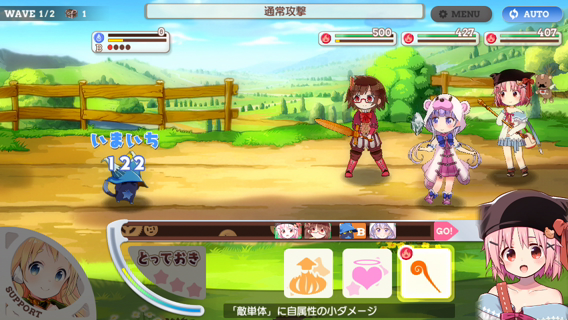 WAVE 1/2 1
通常攻撃
MENU
AUTO
B 0
500
427
407
いまいち
122
B
GO!
とっておき
SUPPORT
「敵単体」に自属性の小ダメージ